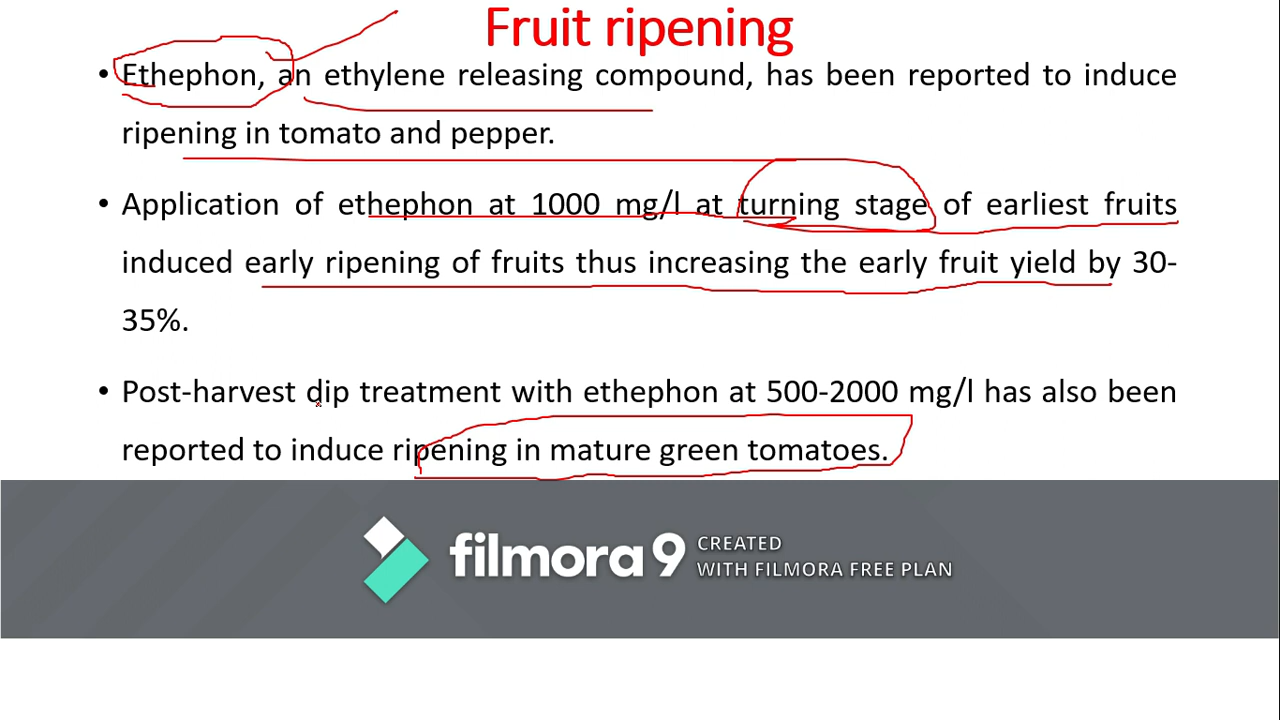 Fruit ripening
• Ethephon, an ethylene releasing compound, has been reported to induce
ripening in tomato and pepper.
• Application of ethephon at 1000 mg/l at turning stage of earliest fruits
induced early ripening of fruits thus increasing the early fruit yield by 30-
35%.
• Post-harvest dip treatment with ethephon at 500-2000 mg/l has also been
reported to induce ripening in mature green tomatoes.
filmora 9
CREATED
WITH FILMORA FREE PLAN